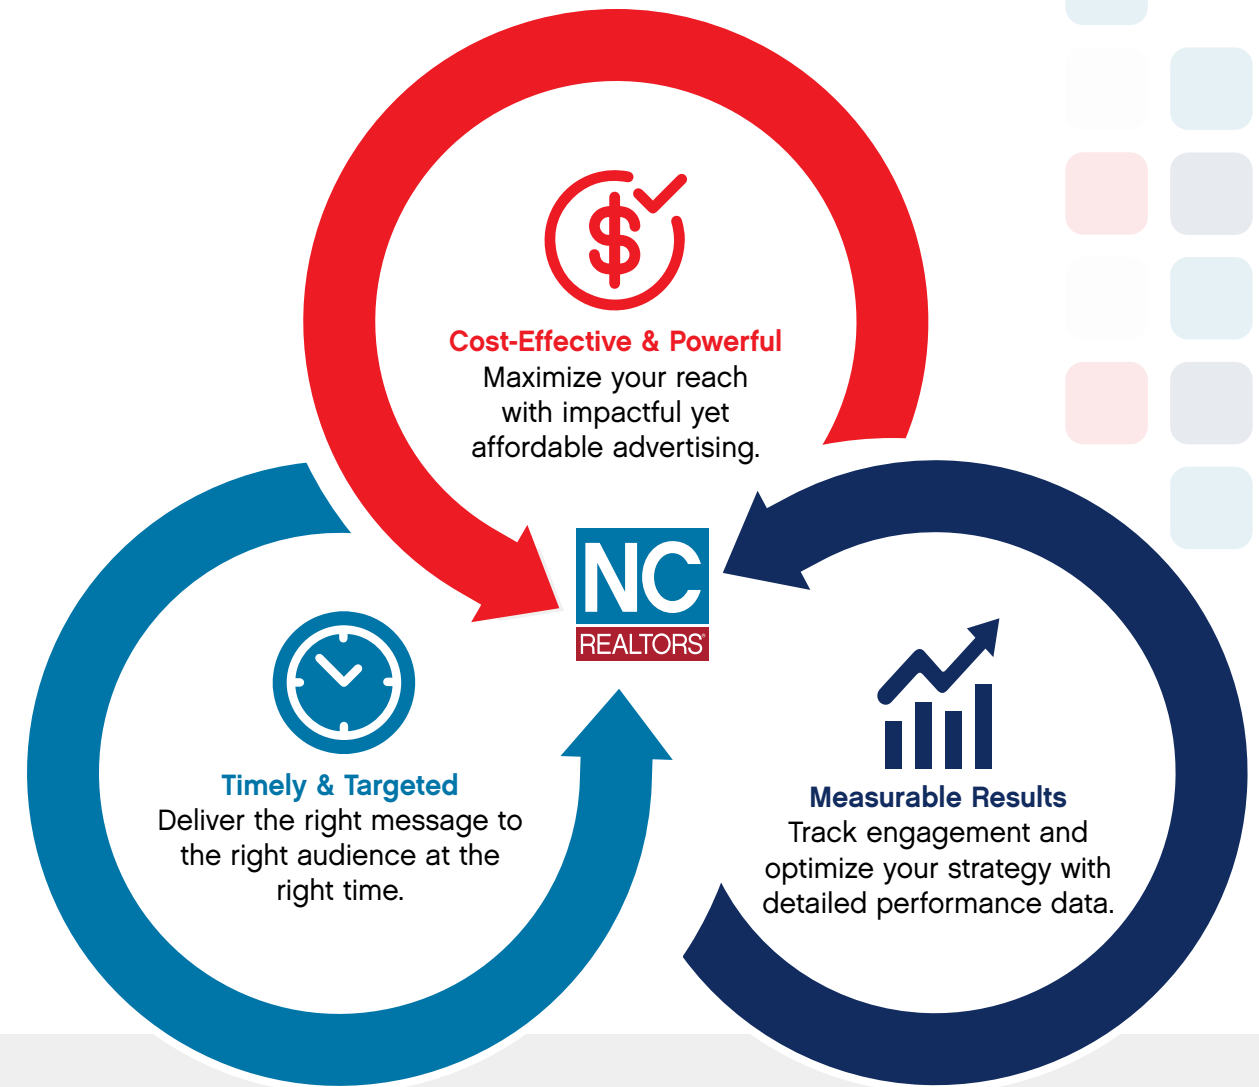 Cost-Effective & Powerful
Maximize your reach
with impactful yet
affordable advertising.
NC
REALTORS®
Timely & Targeted
Deliver the right message to
the right audience at the
right time.
Measurable Results
Track engagement and
optimize your strategy with
detailed performance data.